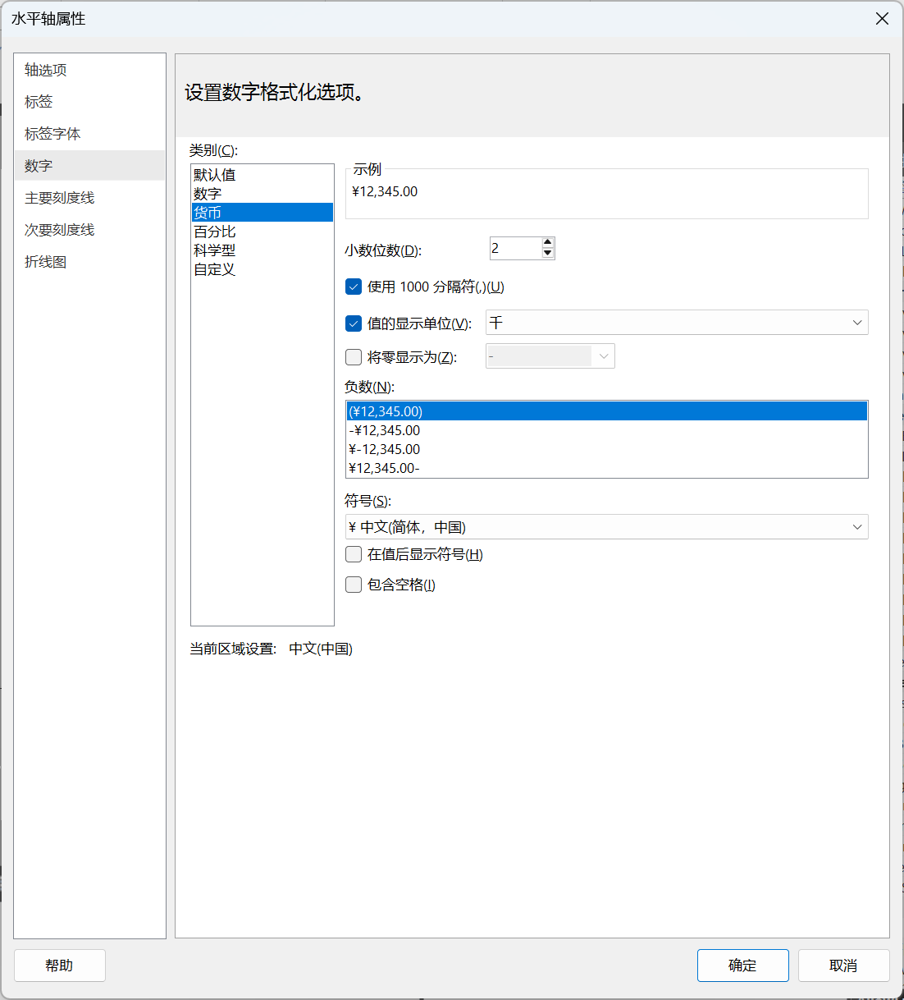 水平轴属性
轴选项
标签
标签字体
数字
主要刻度线
次要刻度线
折线图
设置数字格式化选项。
类别(C):
默认值
数字
货币
百分比
科学型
自定义
示例
¥12,345.00
小数位数(D):
2
使用 1000 分隔符(,)(U)
值的显示单位(V):
千
将零显示为(Z):
-
负数(N):
(¥12,345.00)
-¥12,345.00
¥-12,345.00
¥12,345.00-
符号(S):
¥ 中文(简体，中国)
在值后显示符号(H)
包含空格(I)
当前区域设置: 中文(中国)
帮助
确定
取消